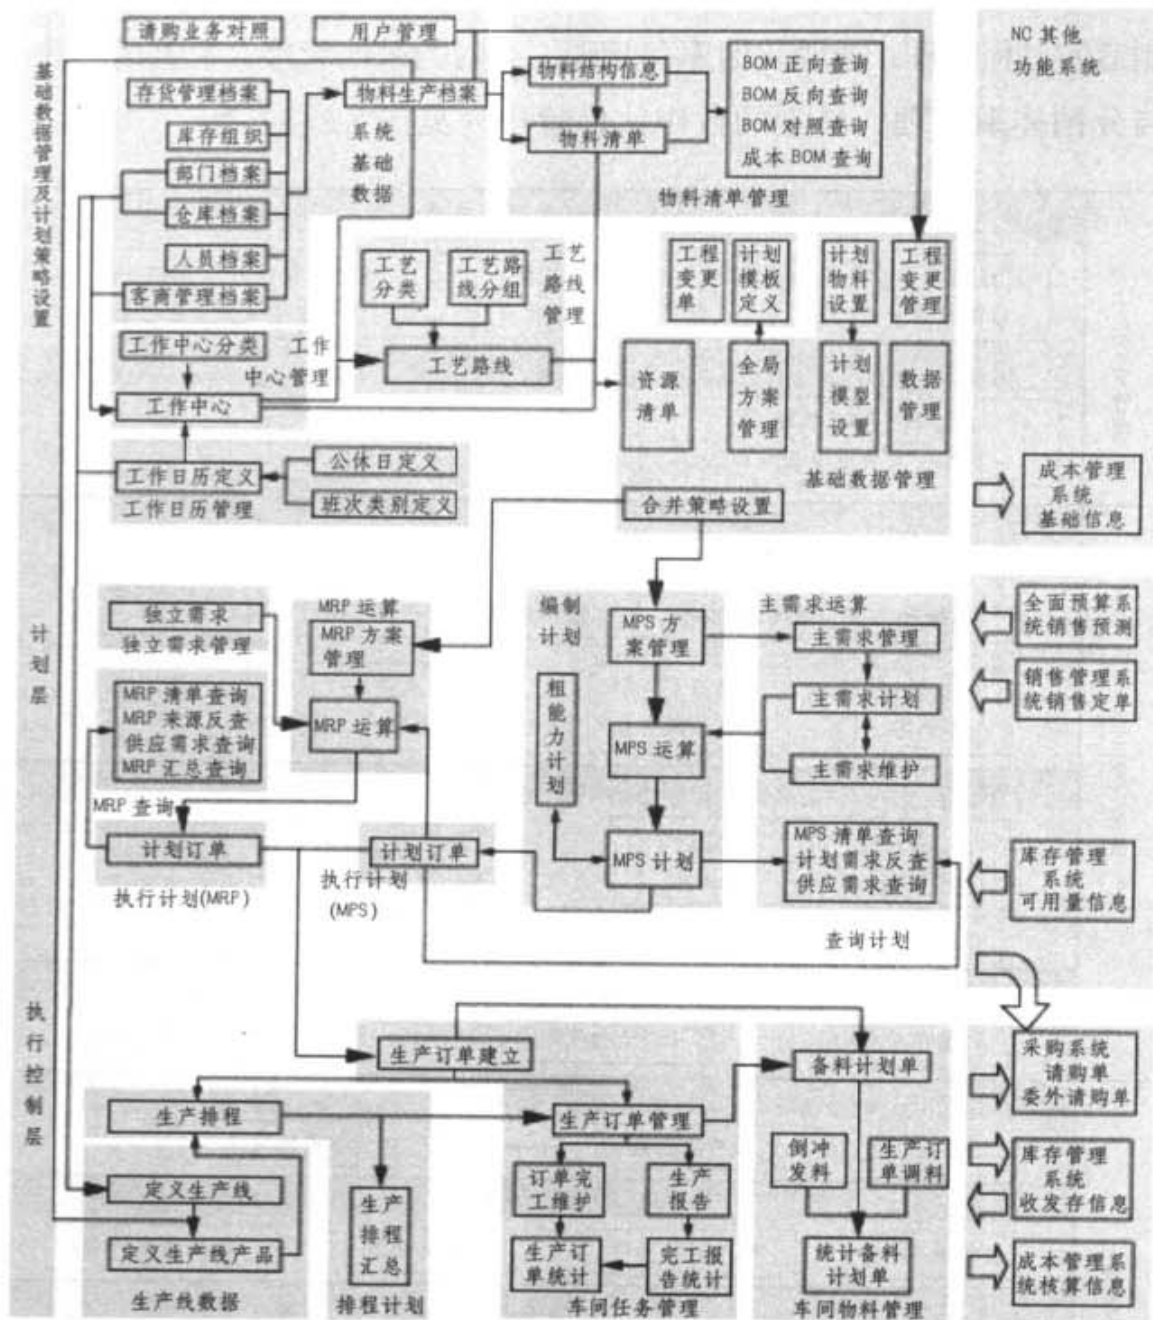 请购业务对照
用户管理
NC 其他
功能系统
基础数据管理及计划策略设置
存货管理档案
库存组织
部门档案
仓库档案
人员档案
客商管理档案
物料生产档案
系统
基础
数据
物料结构信息
物料清单
BOM 正向查询
BOM 反向查询
BOM 对照查询
成本 BOM 查询
物料清单管理
工作中心分类
工作
中心管理
工作中心
工艺
分类
工艺路
线分组
工艺
路线
管理
工艺路线
工程
变更
单
计划
模板
定义
计划
物料
设置
工程
变更
管理
资源
清单
全局
方案
管理
计划
模型
设置
数据
管理
基础数据管理
工作日历定义
工作日历管理
公休日定义
班次类别定义
合并策略设置
成本管理
系统
基础信息
计划层
独立需求
独立需求管理
MRP 运算
MRP 方案
管理
MRP 运算
MRP 清单查询
MRP 来源反查
供应需求查询
MRP 汇总查询
MRP 查询
计划订单
执行计划(MRP)
计划订单
执行计划
(MPS)
编制
计划
粗能力计划
MPS 方
案管理
MPS 运算
MPS 计划
主需求运算
主需求管理
主需求计划
主需求维护
MPS 清单查询
计划需求反查
供应需求查询
查询计划
全面预算系
统销售预测
销售管理系
统销售定单
库存管理
系统
可用量信息
执行控制层
生产订单建立
生产排程
定义生产线
定义生产线产品
生产线数据
生产
排程
汇总
排程计划
生产订单管理
订单完
工维护
生产
报告
生产订
单统计
完工报
告统计
车间任务管理
备料计划单
倒冲
发料
生产订
单调料
统计备料
计划单
车间物料管理
采购系统
请购单
委外请购单
库存管理
系统
收发存信息
成本管理系
统核算信息